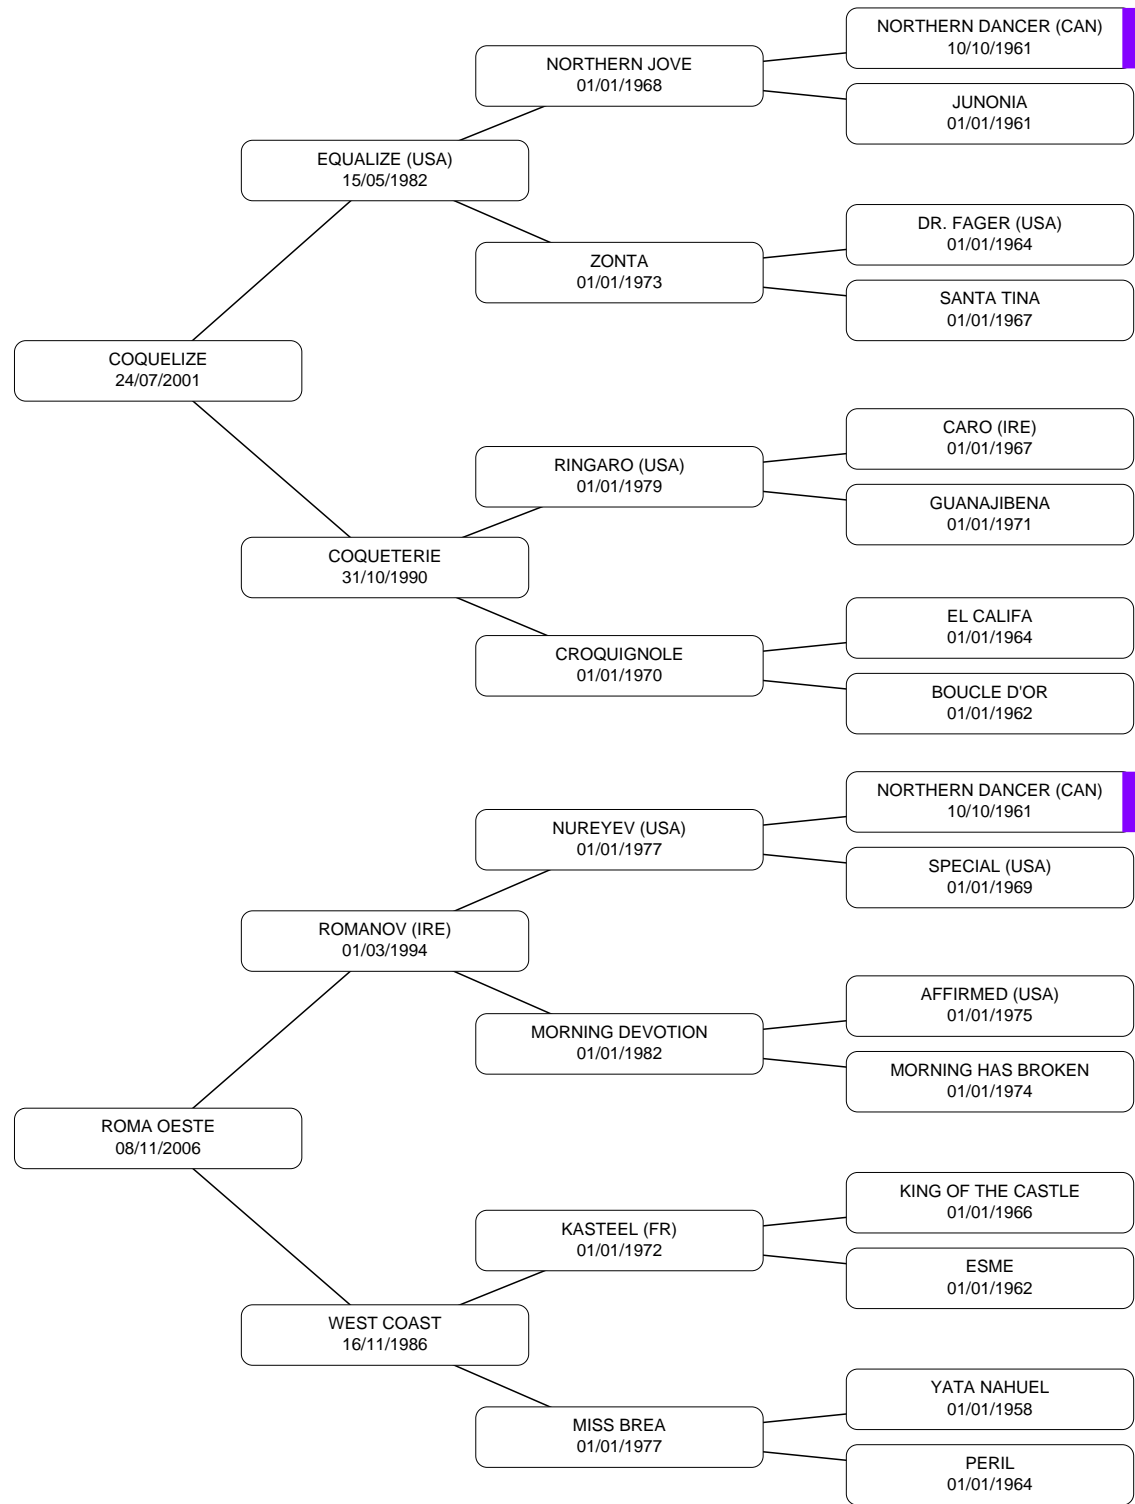 NORTHERN DANCER (CAN)
10/10/1961
NORTHERN JOVE
01/01/1968
JUNONIA
01/01/1961
EQUALIZE (USA)
15/05/1982
DR. FAGER (USA)
01/01/1964
ZONTA
01/01/1973
SANTA TINA
01/01/1967
COQUELIZE
24/07/2001
CARO (IRE)
01/01/1967
RINGARO (USA)
01/01/1979
GUANAJIBENA
01/01/1971
COQUETERIE
31/10/1990
EL CALIFA
01/01/1964
CROQUIGNOLE
01/01/1970
BOUCLE D'OR
01/01/1962
NORTHERN DANCER (CAN)
10/10/1961
NUREYEV (USA)
01/01/1977
SPECIAL (USA)
01/01/1969
ROMANOV (IRE)
01/03/1994
AFFIRMED (USA)
01/01/1975
MORNING DEVOTION
01/01/1982
MORNING HAS BROKEN
01/01/1974
ROMA OESTE
08/11/2006
KING OF THE CASTLE
01/01/1966
KASTEEL (FR)
01/01/1972
ESME
01/01/1962
WEST COAST
16/11/1986
YATA NAHUEL
01/01/1958
MISS BREA
01/01/1977
PERIL
01/01/1964